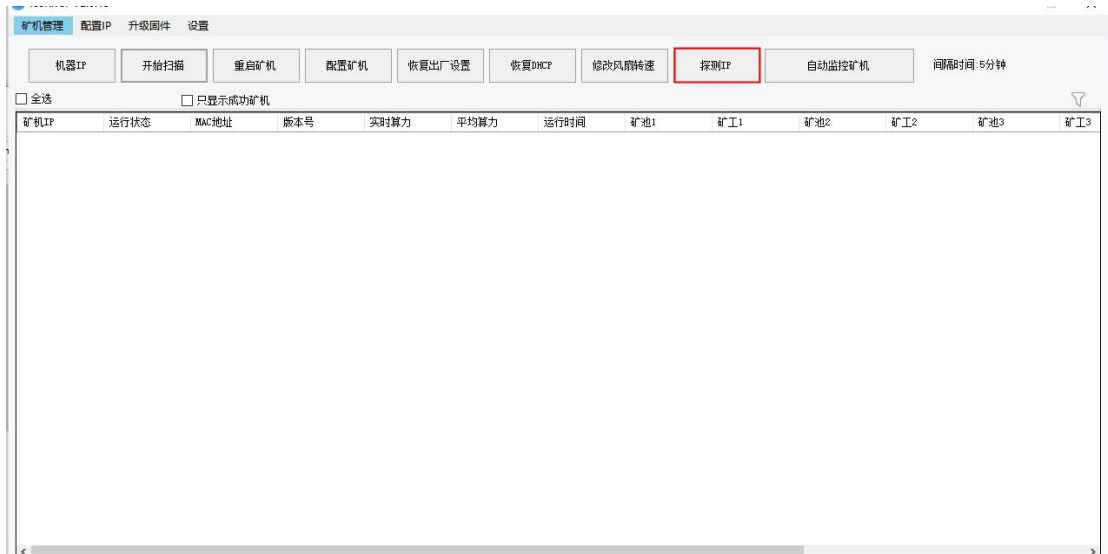 矿机管理 配置IP 升级固件 设置
机器IP 开始扫描 重启矿机 配置矿机 恢复出厂设置 恢复DHCP 修改风扇转速 探测IP 自动监控矿机 间隔时间:5分钟
全选 只显示成功矿机
矿机IP 运行状态 MAC地址 版本号 实时算力 平均算力 运行时间 矿池1 矿工1 矿池2 矿工2 矿池3 矿工3